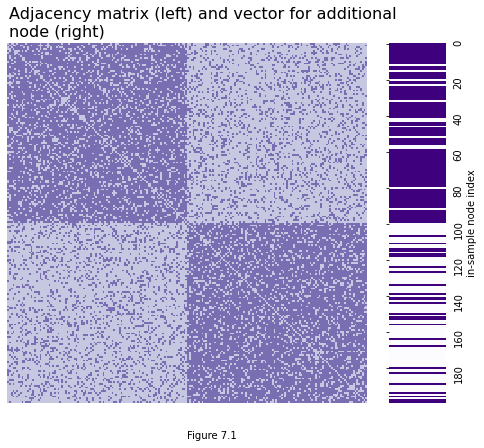 Adjacency matrix (left) and vector for additional
node (right)
0
20
40
60
80
100
120
140
160
180
in-sample node index
Figure 7.1